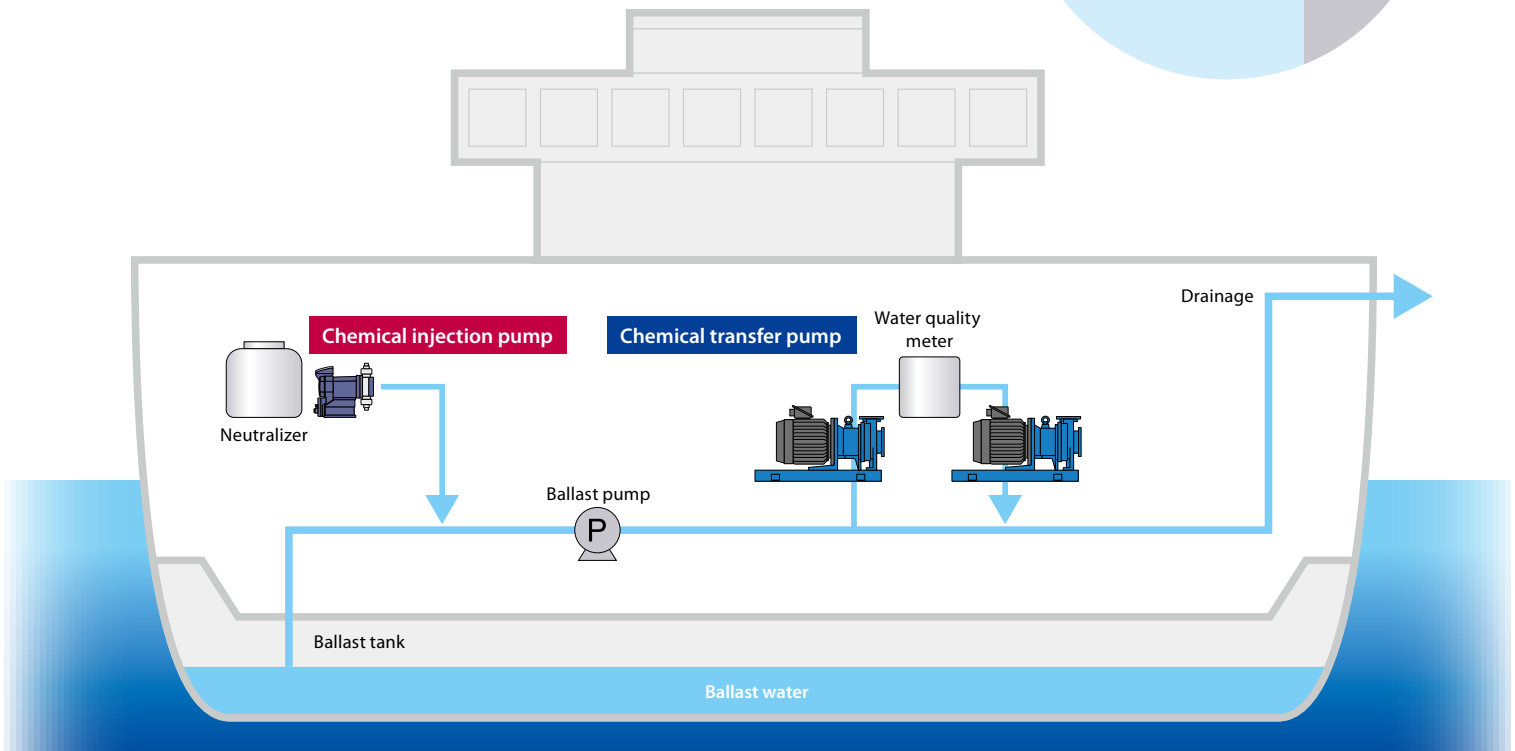 Drainage
Chemical injection pump
Chemical transfer pump
Water quality
meter
Neutralizer
Ballast pump
P
Ballast tank
Ballast water